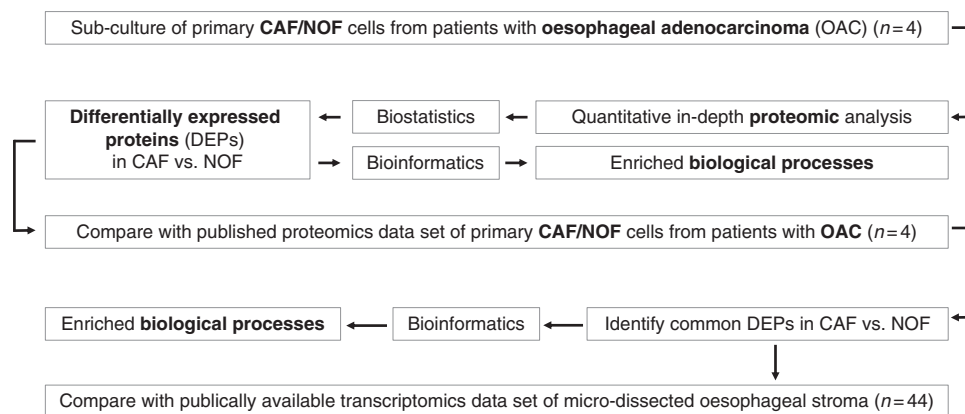 Sub-culture of primary CAF/NOF cells from patients with oesophageal adenocarcinoma (OAC) (n=4)
Quantitative in-depth proteomic analysis
Biostatistics
Differentially expressed
proteins (DEPs)
in CAF vs. NOF
Bioinformatics
Enriched biological processes
Compare with published proteomics data set of primary CAF/NOF cells from patients with OAC (n=4)
Identify common DEPs in CAF vs. NOF
Bioinformatics
Enriched biological processes
Compare with publically available transcriptomics data set of micro-dissected oesophageal stroma (n=44)